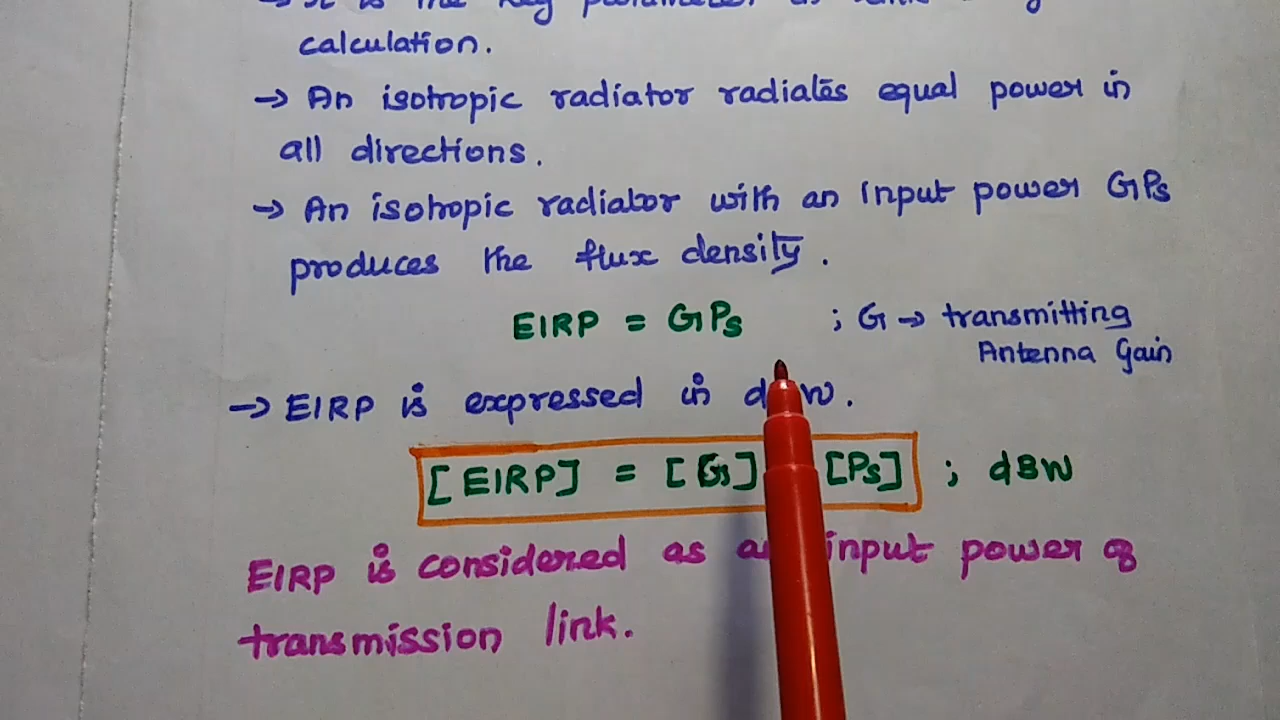 calculation.
→ An isotropic radiator radiates equal power in
all directions.
→ An isotropic radiator with an input power GPs
produces the flux density.
EIRP = GPs ; G → transmitting
Antenna Gain
→ EIRP is expressed in
[EIRP] = [G] [Ps] ; dBW
EIRP is considered as input power of
transmission link.